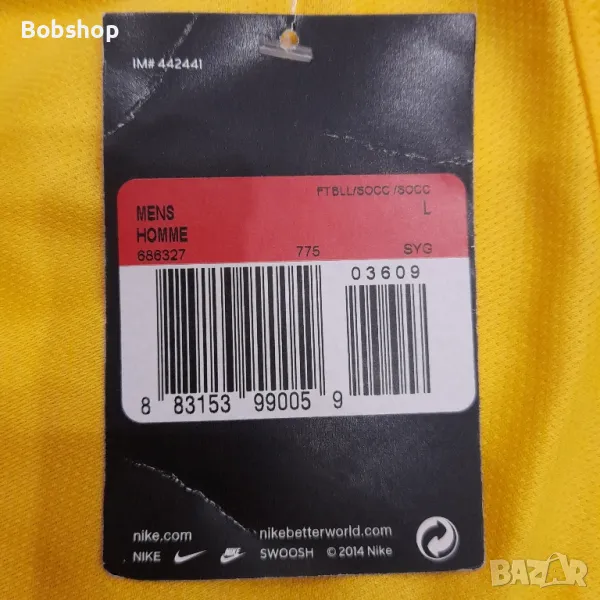 Bobshop
IM# 442441
FTBLL/SOCC /SOCC
MENS L
HOMME
686327 775 SYG
03609
8 83153 99005 9
nike.com nikebetterworld.com
NIKE SWOOSH © 2014 Nike
BAZAR